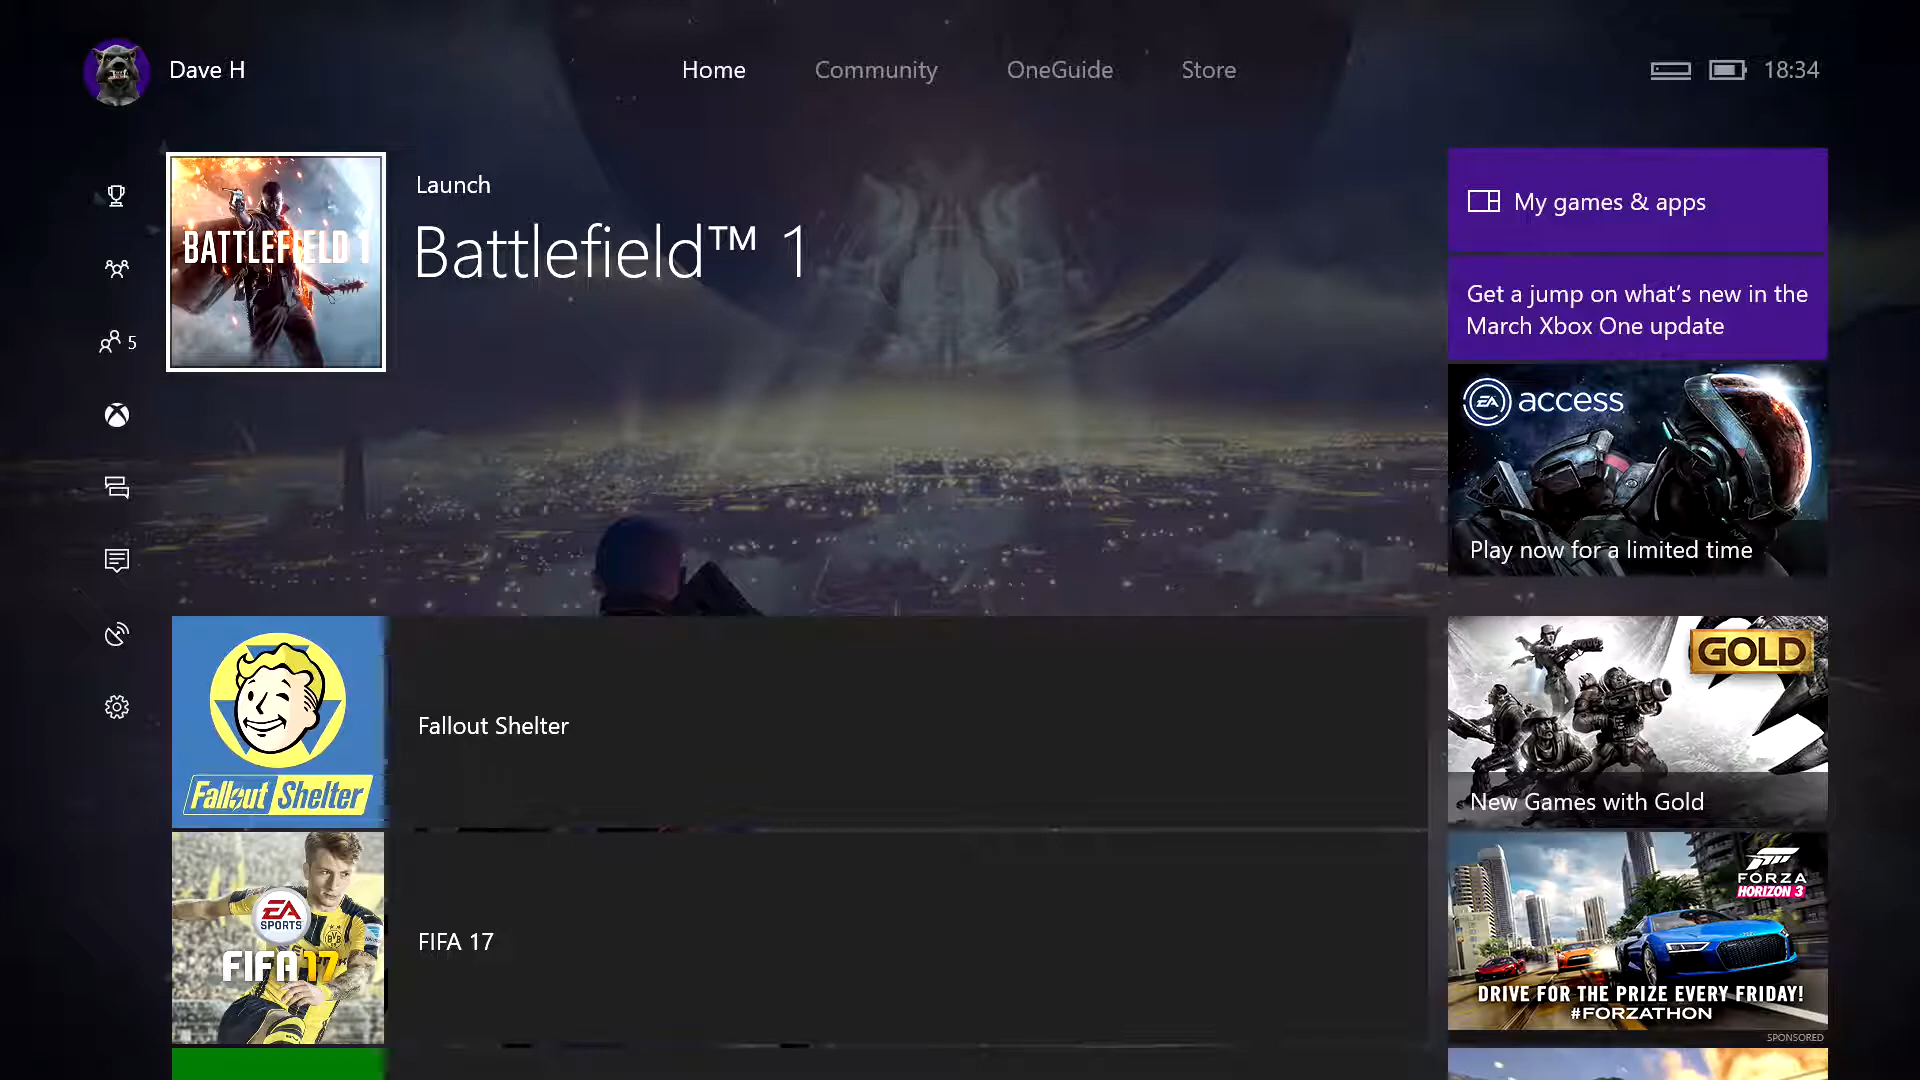 Dave H
Home
Community
OneGuide
Store
18:34
BATTLEFIELD 1
Launch
Battlefield™ 1
5
My games & apps
Get a jump on what's new in the
March Xbox One update
EA access
Play now for a limited time
Fallout Shelter
Fallout Shelter
GOLD
New Games with Gold
EA
SPORTS
FIFA 17
FIFA 17
FORZA
HORIZON 3
DRIVE FOR THE PRIZE EVERY FRIDAY!
#FORZATHON
SPONSORED